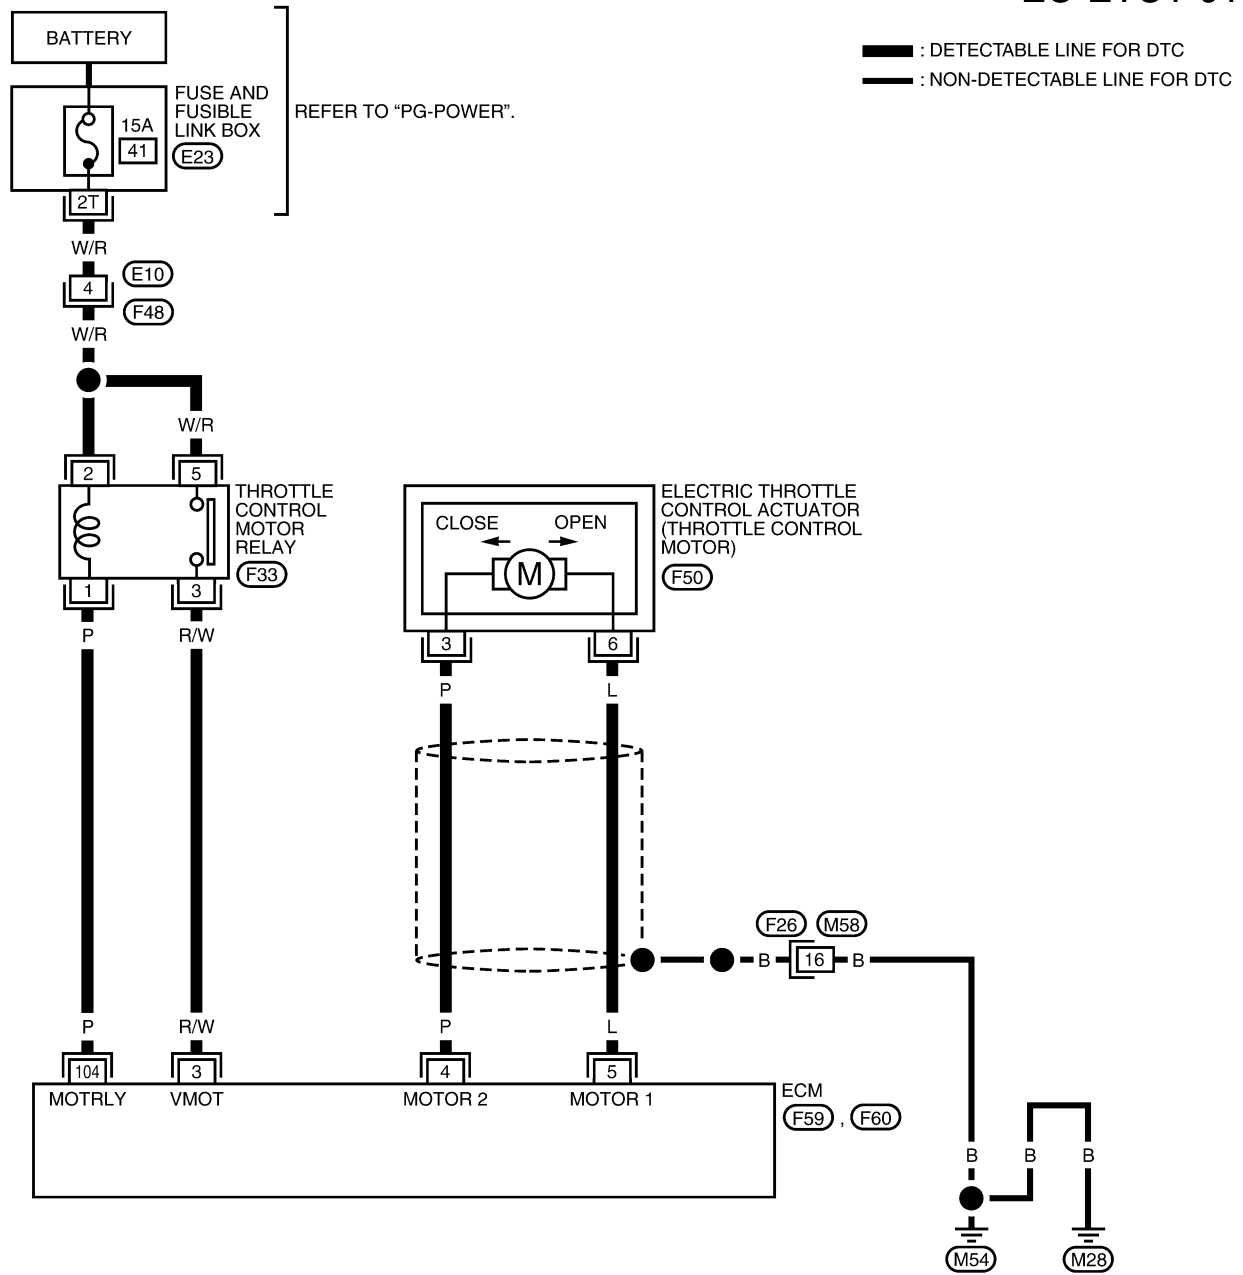 BATTERY
: DETECTABLE LINE FOR DTC
: NON-DETECTABLE LINE FOR DTC
FUSE AND
FUSIBLE
LINK BOX
E23
15A
41
REFER TO “PG-POWER”.
2T
W/R
E10
4
F48
W/R
W/R
2
5
THROTTLE
CONTROL
MOTOR
RELAY
F33
1
3
P
R/W
CLOSE
OPEN
M
ELECTRIC THROTTLE
CONTROL ACTUATOR
(THROTTLE CONTROL
MOTOR)
F50
3
6
P
L
F26
M58
B
16
B
P
R/W
P
L
104
3
4
5
MOTRLY
VMOT
MOTOR 2
MOTOR 1
ECM
F59 , F60
B
B
B
M54
M28